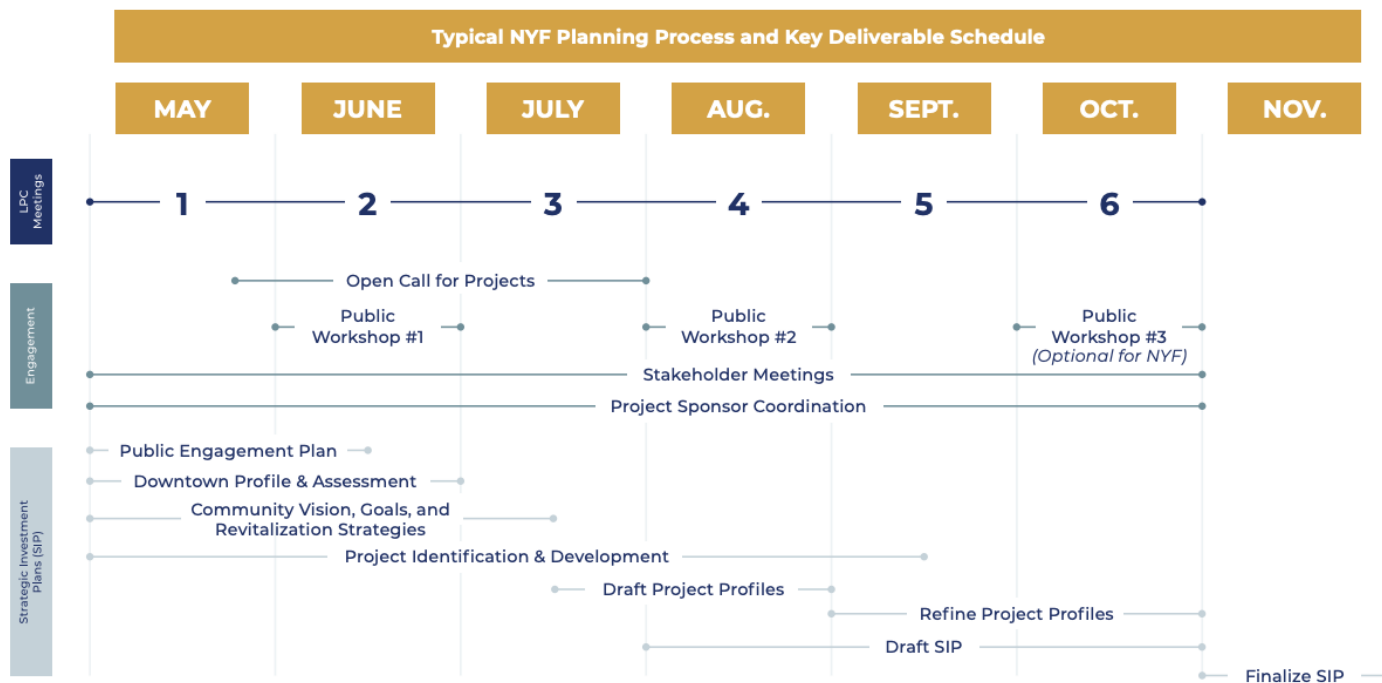 Typical NYF Planning Process and Key Deliverable Schedule
MAY
JUNE
JULY
AUG.
SEPT.
OCT.
NOV.
LPC
Meetings
1
2
3
4
5
6
Engagement
Open Call for Projects
Public
Workshop #1
Public
Workshop #2
Public
Workshop #3
(Optional for NYF)
Stakeholder Meetings
Project Sponsor Coordination
Strategic Investment
Plans (SIP)
Public Engagement Plan
Downtown Profile & Assessment
Community Vision, Goals, and
Revitalization Strategies
Project Identification & Development
Draft Project Profiles
Refine Project Profiles
Draft SIP
Finalize SIP